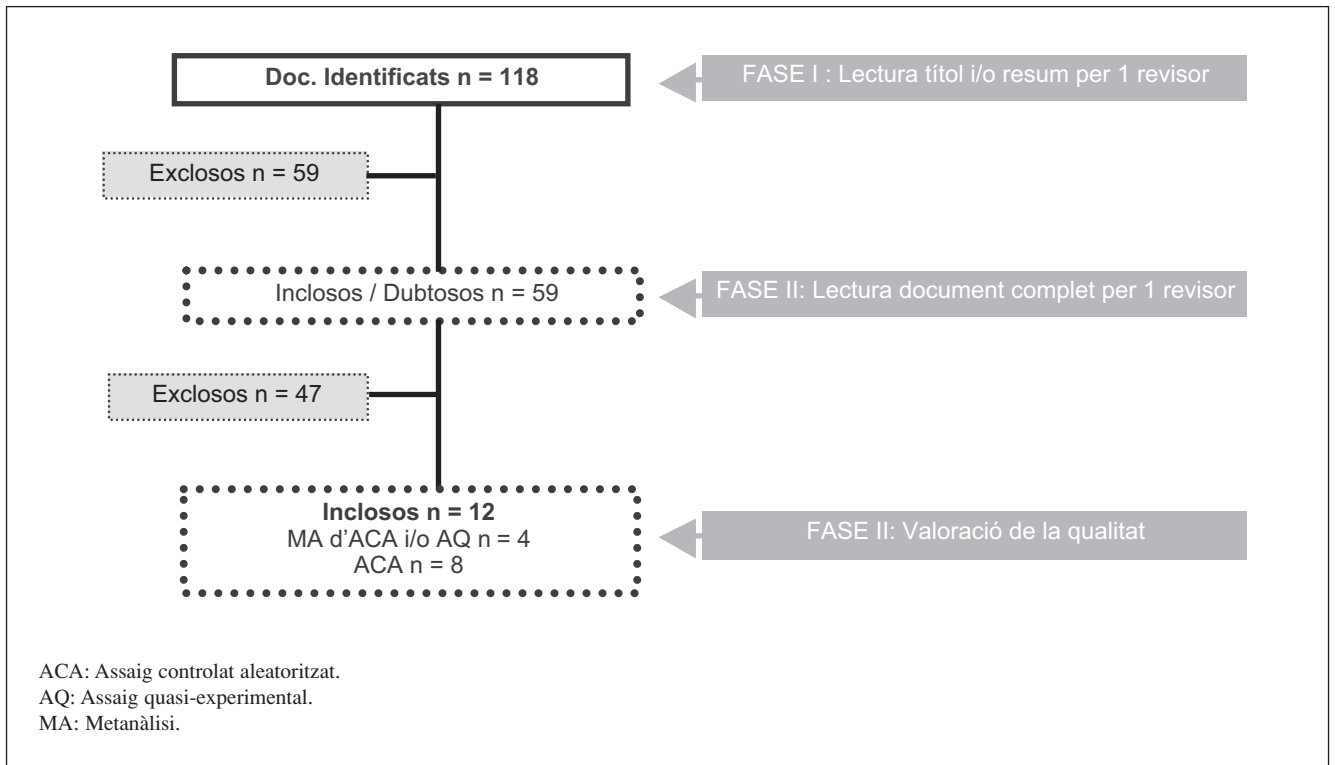 Doc. Identificats n = 118
FASE I : Lectura títol i/o resum per 1 revisor
Exclosos n = 59
Inclosos / Dubtosos n = 59
FASE II: Lectura document complet per 1 revisor
Exclosos n = 47
Inclosos n = 12
MA d'ACA i/o AQ n = 4
ACA n = 8
FASE II: Valoració de la qualitat
ACA: Assaig controlat aleatoritzat.
AQ: Assaig quasi-experimental.
MA: Metanàlisi.